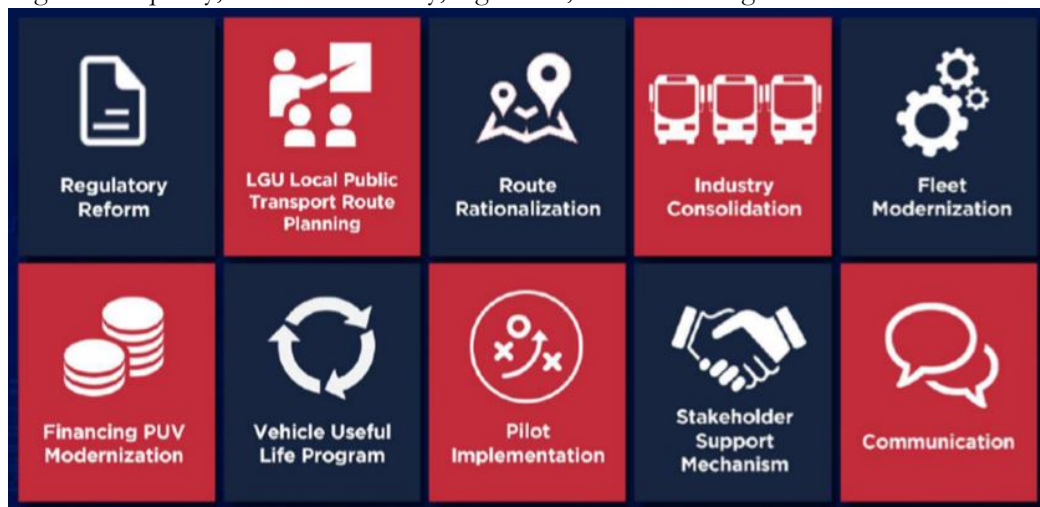 Regulatory
Reform
LGU Local Public
Transport Route
Planning
Route
Rationalization
Industry
Consolidation
Fleet
Modernization
Financing PUV
Modernization
Vehicle Useful
Life Program
Pilot
Implementation
Stakeholder
Support
Mechanism
Communication